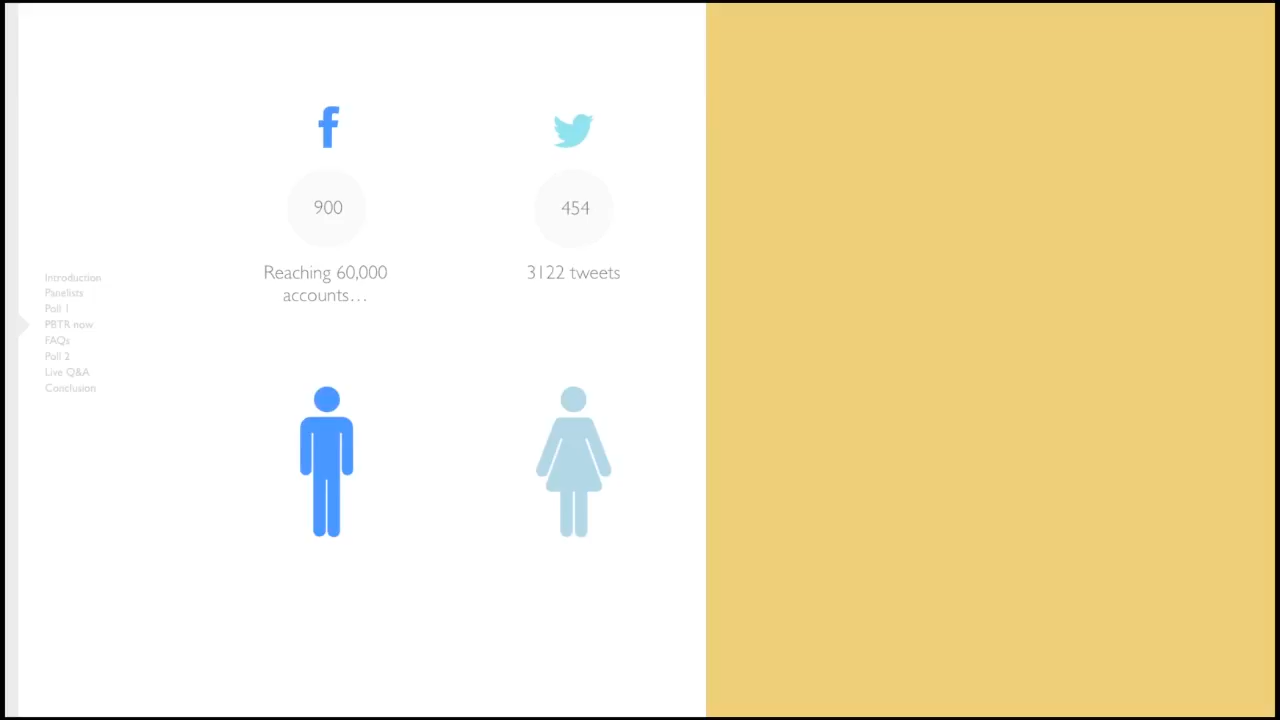 900
454
Reaching 60,000
accounts…
3122 tweets
Introduction
Panelists
Poll 1
PBTR now
FAQs
Poll 2
Live Q&A
Conclusion